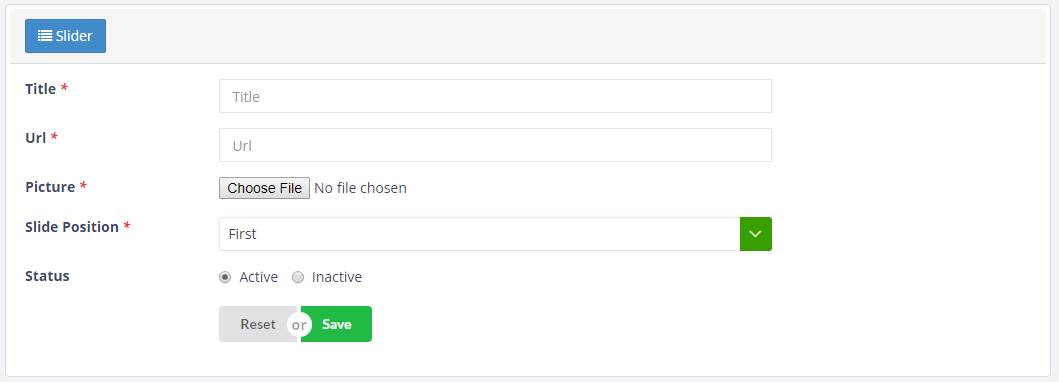 Slider
Title * Title
Url * Url
Picture * Choose File No file chosen
Slide Position * First
Status Active Inactive
Reset or Save